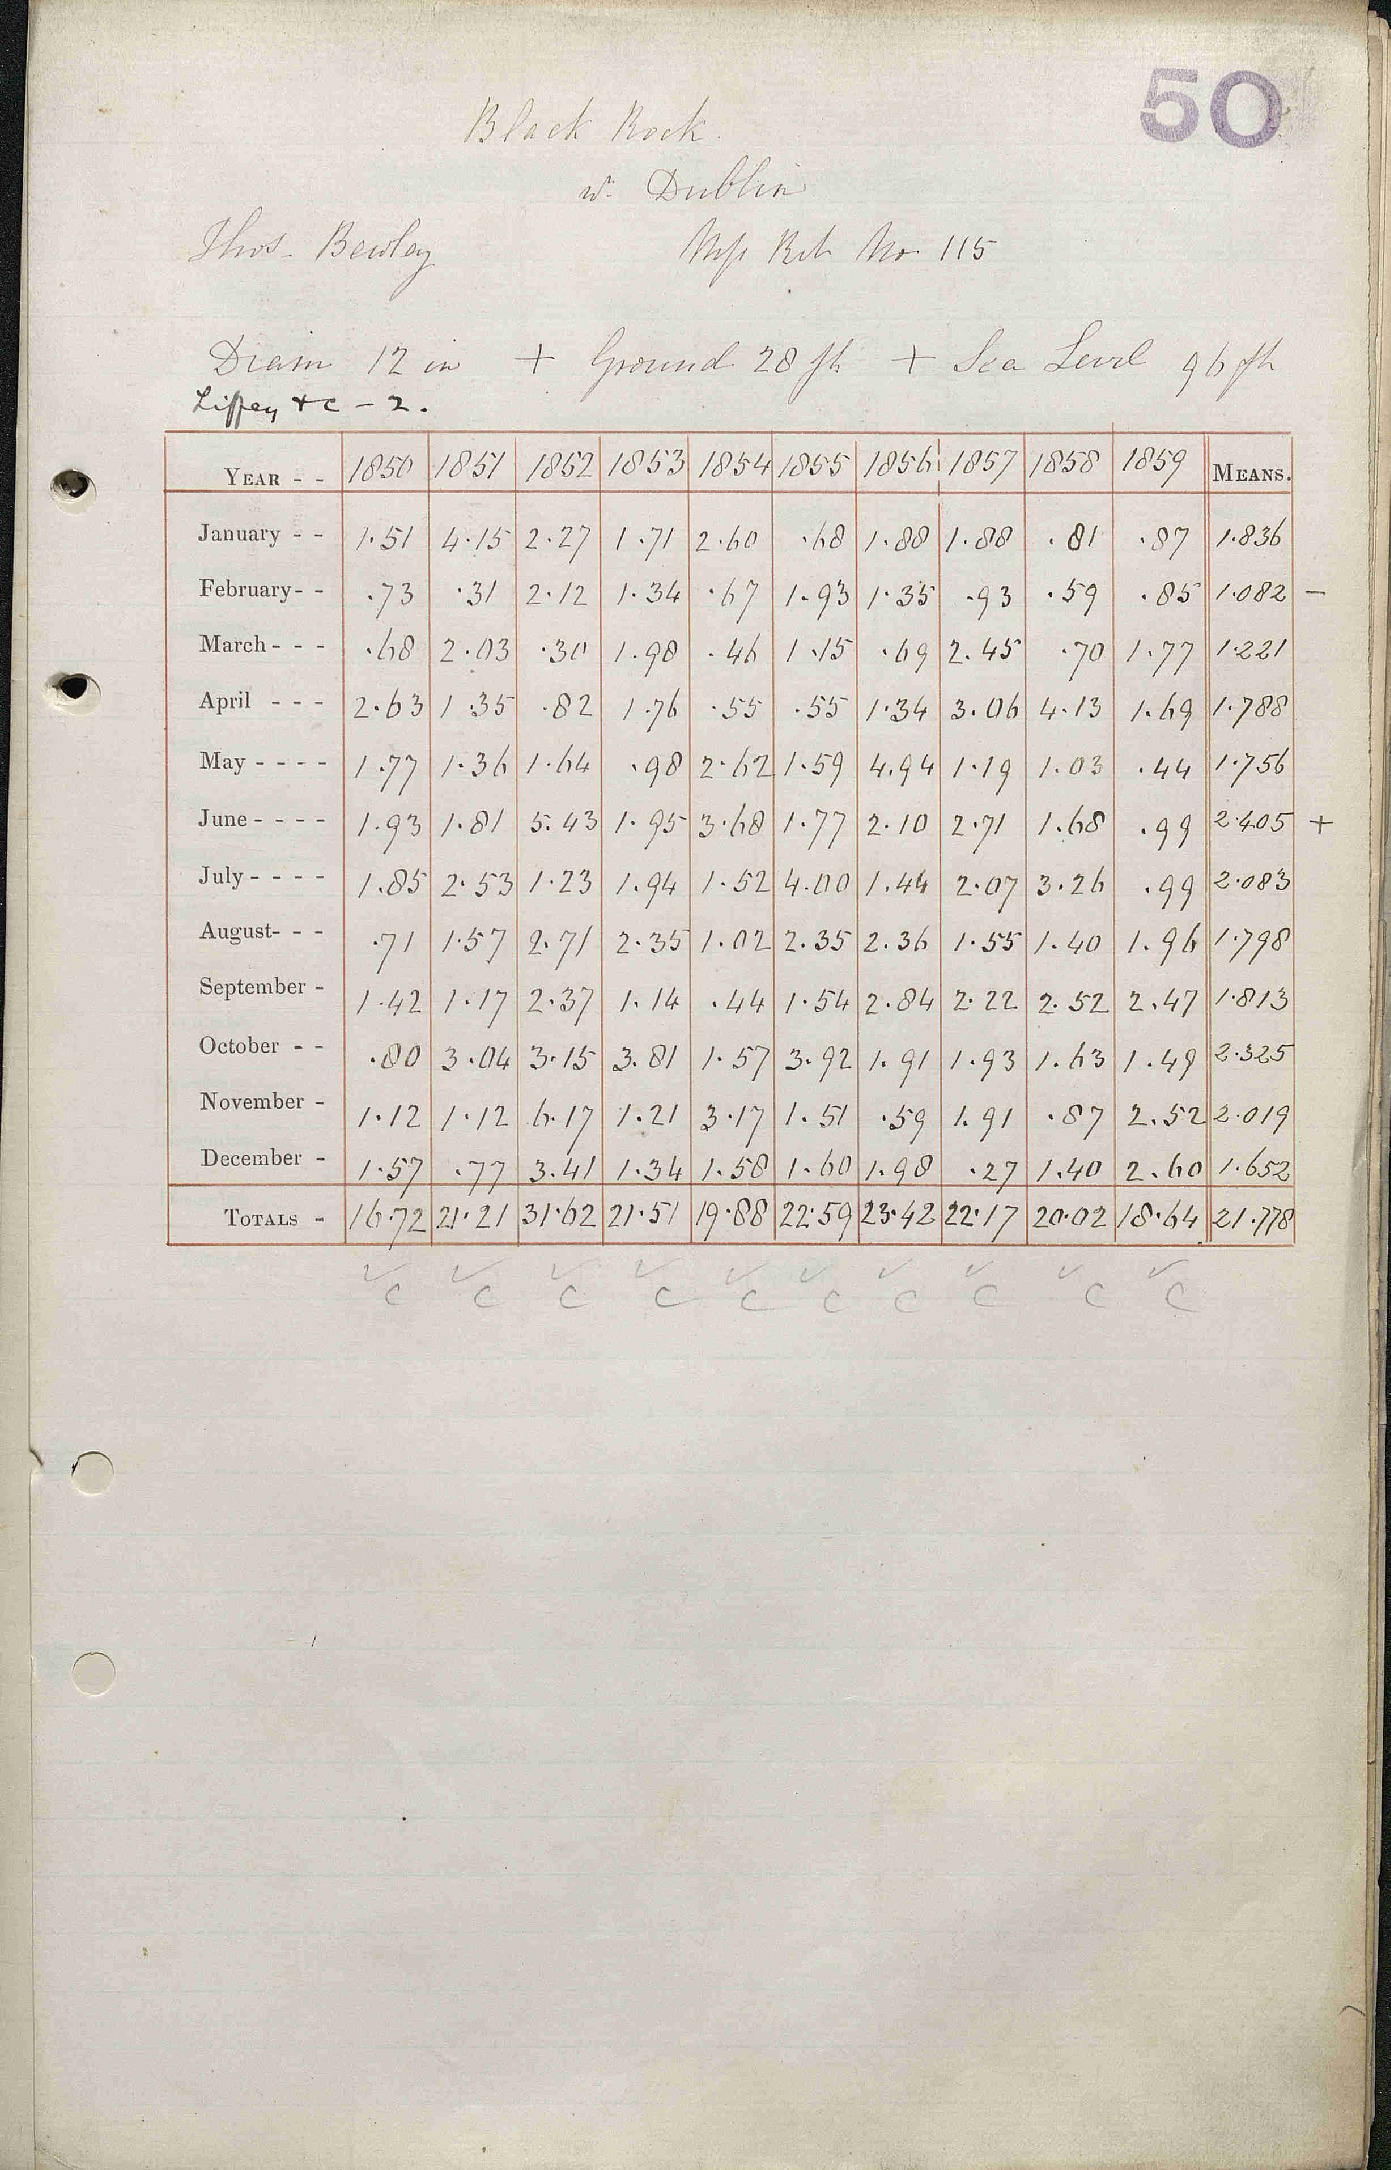 50
Black Rock.
w. Dublin
Thos. Bewley No. 115
Diam 12 in + Ground 28 ft + Sea Level 96 ft
Liffey &c - 2.
YEAR - - 1850 1851 1852 1853 1854 1855 1856 1857 1858 1859 MEANS.
January - - 1.51 4.15 2.27 1.71 2.60 .68 1.88 1.88 .81 .87 1.836
February - - .73 .31 2.12 1.34 .67 1.93 1.35 .93 .59 .85 1.082 -
March - - - .68 2.03 .30 1.98 .46 1.15 .69 2.45 .70 1.77 1.221
April - - - 2.63 1.35 .82 1.76 .55 .55 1.34 3.06 4.13 1.69 1.788
May - - - - 1.77 1.36 1.64 .98 2.62 1.59 4.94 1.19 1.03 .44 1.756
June - - - - 1.93 1.81 5.43 1.95 3.68 1.77 2.10 2.71 1.68 .99 2.405 +
July - - - - 1.85 2.53 1.23 1.94 1.52 4.00 1.44 2.07 3.26 .99 2.083
August - - - .71 1.57 2.71 2.35 1.02 2.35 2.36 1.55 1.40 1.96 1.798
September - 1.42 1.17 2.37 1.14 .44 1.54 2.84 2.22 2.52 2.47 1.813
October - - .80 3.04 3.15 3.81 1.57 3.92 1.91 1.93 1.63 1.49 2.325
November - 1.12 1.12 6.17 1.21 3.17 1.51 .59 1.91 .87 2.52 2.019
December - 1.57 .77 3.41 1.34 1.58 1.60 1.98 .27 1.40 2.60 1.652
TOTALS - 16.72 21.21 31.62 21.51 19.88 22.59 23.42 22.17 20.02 18.64 21.778
✓ ✓ ✓ ✓ ✓ ✓ ✓ ✓ ✓ ✓
C C C C C C C C C C